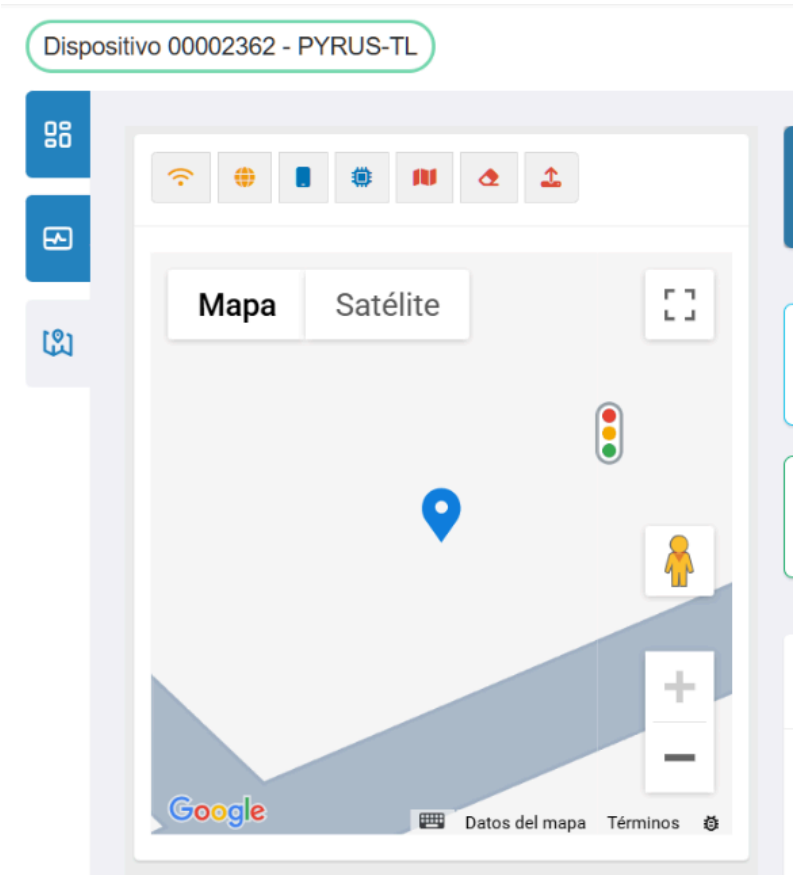 Dispositivo 00002362 - PYRUS-TL
Mapa Satélite
Google
Datos del mapa Términos